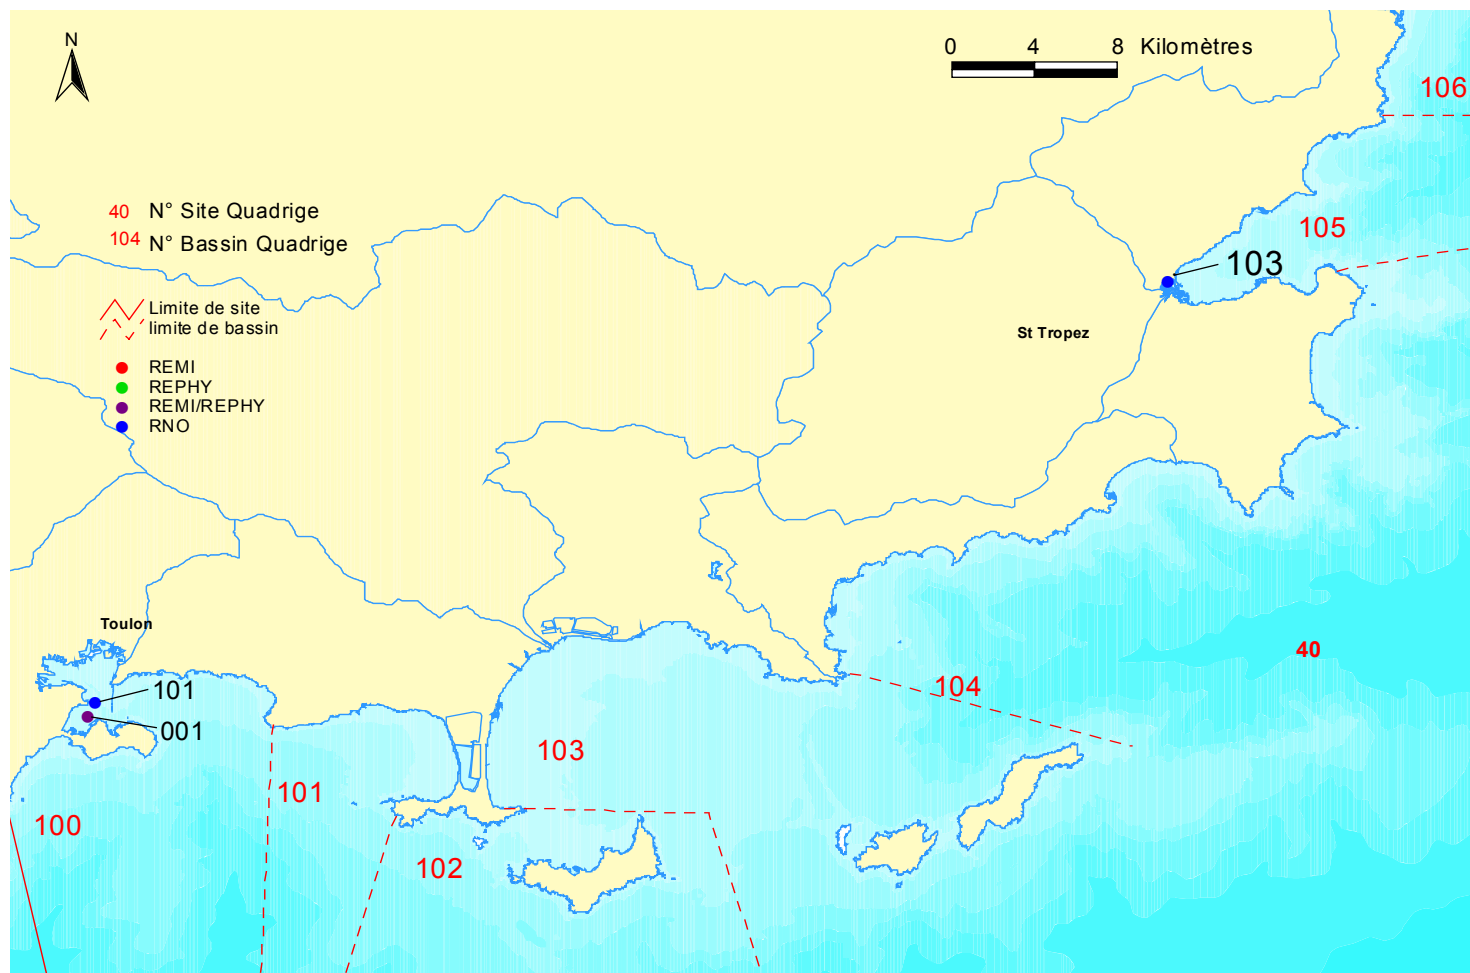 N
0 4 8 Kilomètres
106
40 N° Site Quadrige
105
104 N° Bassin Quadrige
103
Limite de site
limite de bassin
St Tropez
REMI
REPHY
REMI/REPHY
RNO
Toulon
40
104
101
001
103
101
100
102